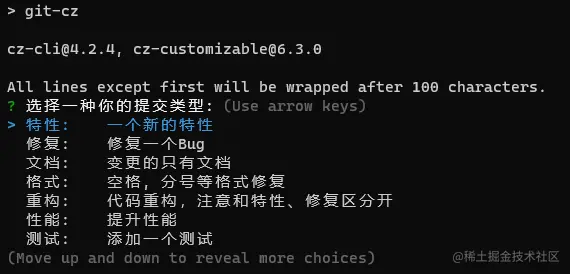 > git-cz
cz-cli@4.2.4, cz-customizable@6.3.0
All lines except first will be wrapped after 100 characters.
? 选择一种你的提交类型: (Use arrow keys)
> 特性: 一个新的特性
修复: 修复一个Bug
文档: 变更的只有文档
格式: 空格, 分号等格式修复
重构: 代码重构，注意和特性、修复区分开
性能: 提升性能
测试: 添加一个测试
(Move up and down to reveal more choices)
@稀土掘金技术社区